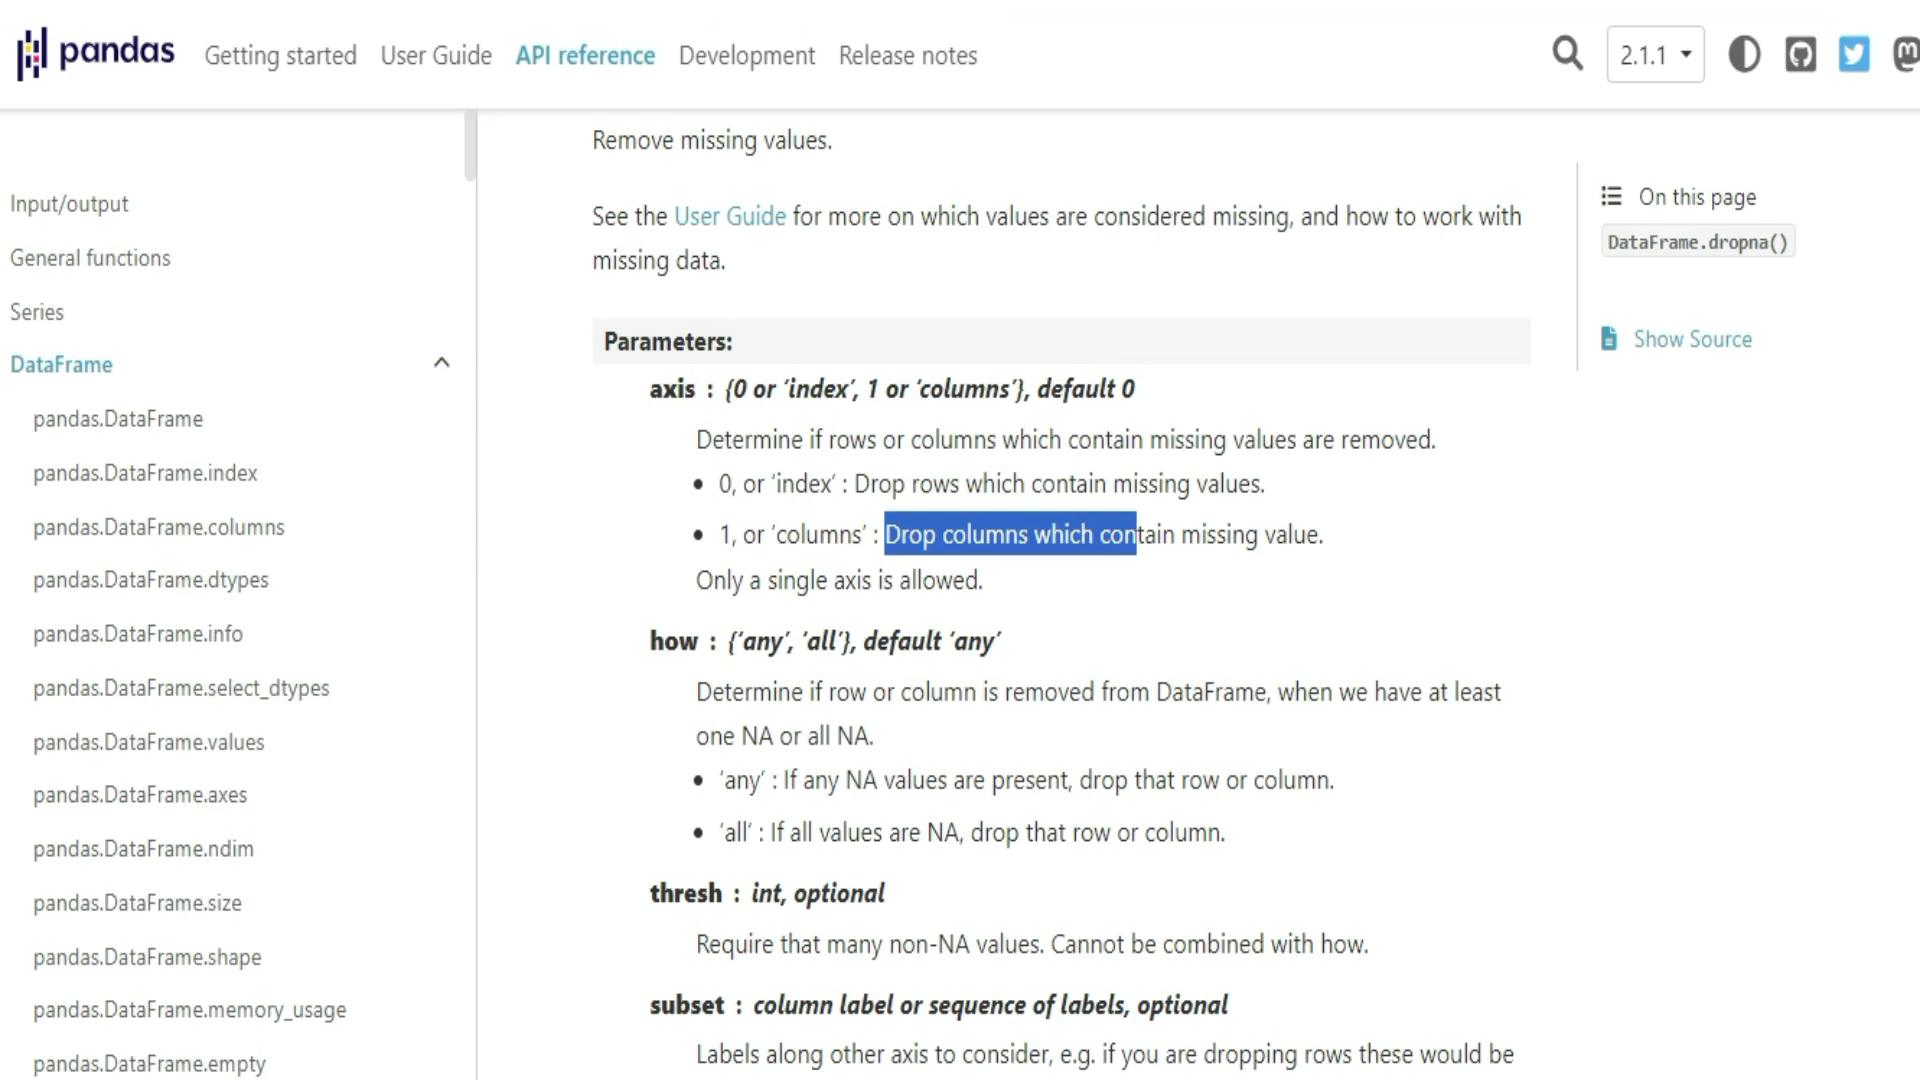 pandas Getting started User Guide API reference Development Release notes 2.1.1
Input/output
General functions
Series
DataFrame
pandas.DataFrame
pandas.DataFrame.index
pandas.DataFrame.columns
pandas.DataFrame.dtypes
pandas.DataFrame.info
pandas.DataFrame.select_dtypes
pandas.DataFrame.values
pandas.DataFrame.axes
pandas.DataFrame.ndim
pandas.DataFrame.size
pandas.DataFrame.shape
pandas.DataFrame.memory_usage
pandas.DataFrame.empty
Remove missing values.
See the User Guide for more on which values are considered missing, and how to work with
missing data.
Parameters:
axis : {0 or ‘index’, 1 or ‘columns’}, default 0
Determine if rows or columns which contain missing values are removed.
• 0, or ‘index’ : Drop rows which contain missing values.
• 1, or ‘columns’ : Drop columns which contain missing value.
Only a single axis is allowed.
how : {‘any’, ‘all’}, default ‘any’
Determine if row or column is removed from DataFrame, when we have at least
one NA or all NA.
• ‘any’ : If any NA values are present, drop that row or column.
• ‘all’ : If all values are NA, drop that row or column.
thresh : int, optional
Require that many non-NA values. Cannot be combined with how.
subset : column label or sequence of labels, optional
Labels along other axis to consider, e.g. if you are dropping rows these would be
On this page
DataFrame.dropna()
Show Source